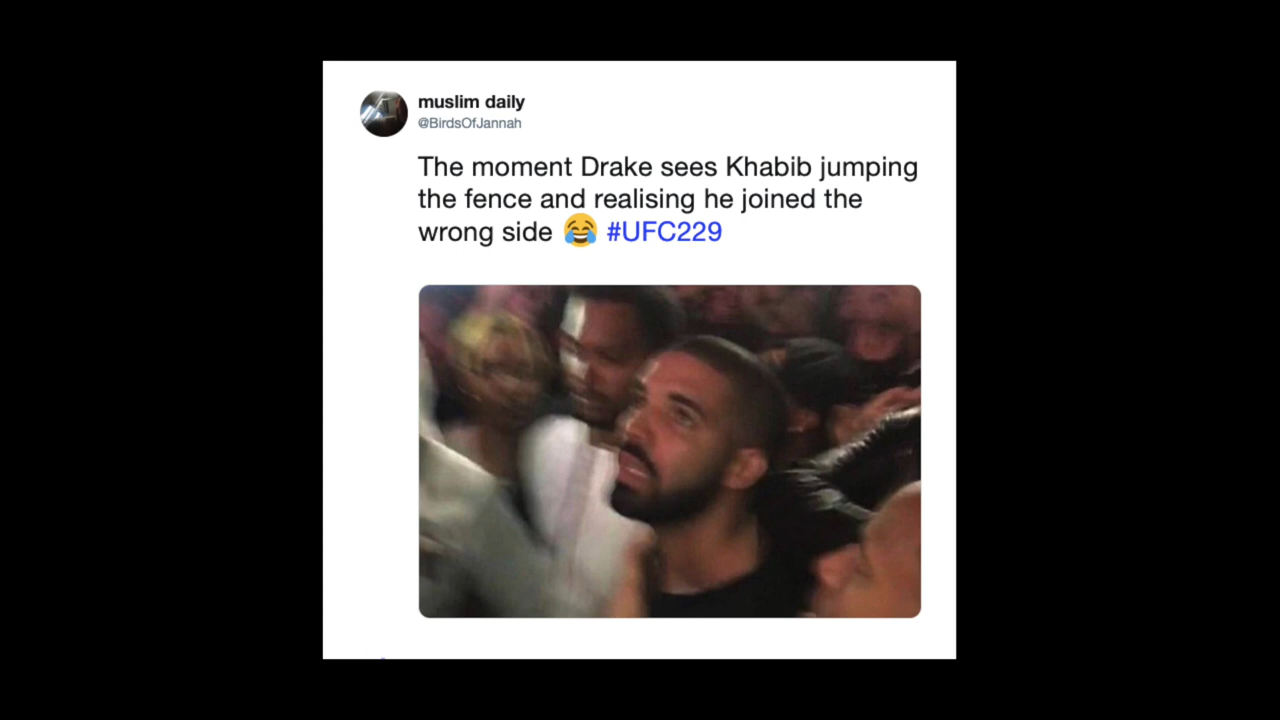 muslim daily
@BirdsOfJannah
The moment Drake sees Khabib jumping
the fence and realising he joined the
wrong side 😂 #UFC229